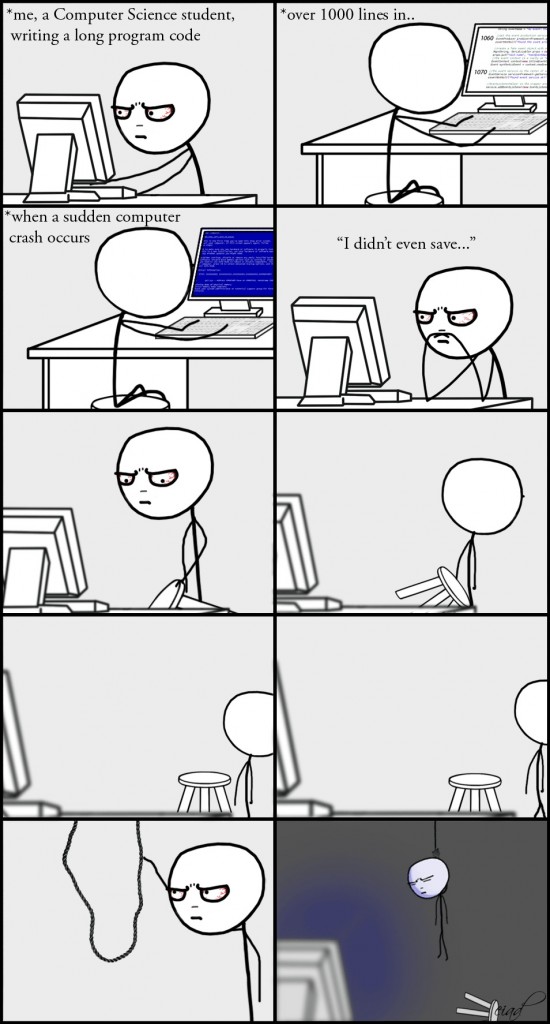 *me, a Computer Science student,
writing a long program code
*over 1000 lines in..
1060
1070
*when a sudden computer
crash occurs
“I didn't even save...”